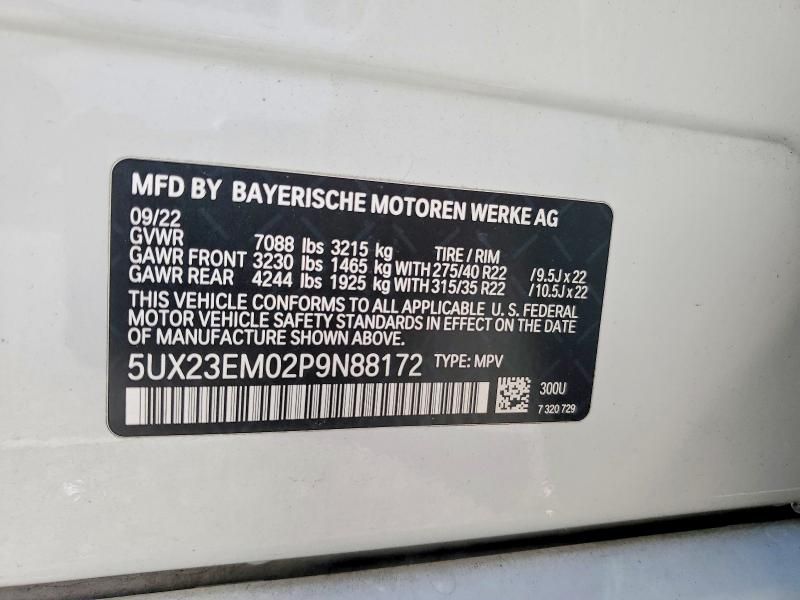 MFD BY BAYERISCHE MOTOREN WERKE AG
09/22
GVWR 7088 lbs 3215 kg TIRE / RIM
GAWR FRONT 3230 lbs 1465 kg WITH 275/40 R22 /9.5J x 22
GAWR REAR 4244 lbs 1925 kg WITH 315/35 R22 /10.5J x 22
THIS VEHICLE CONFORMS TO ALL APPLICABLE U. S. FEDERAL
MOTOR VEHICLE SAFETY STANDARDS IN EFFECT ON THE DATE
OF MANUFACTURE SHOWN ABOVE.
5UX23EM02P9N88172 TYPE: MPV
300U
7 320 729